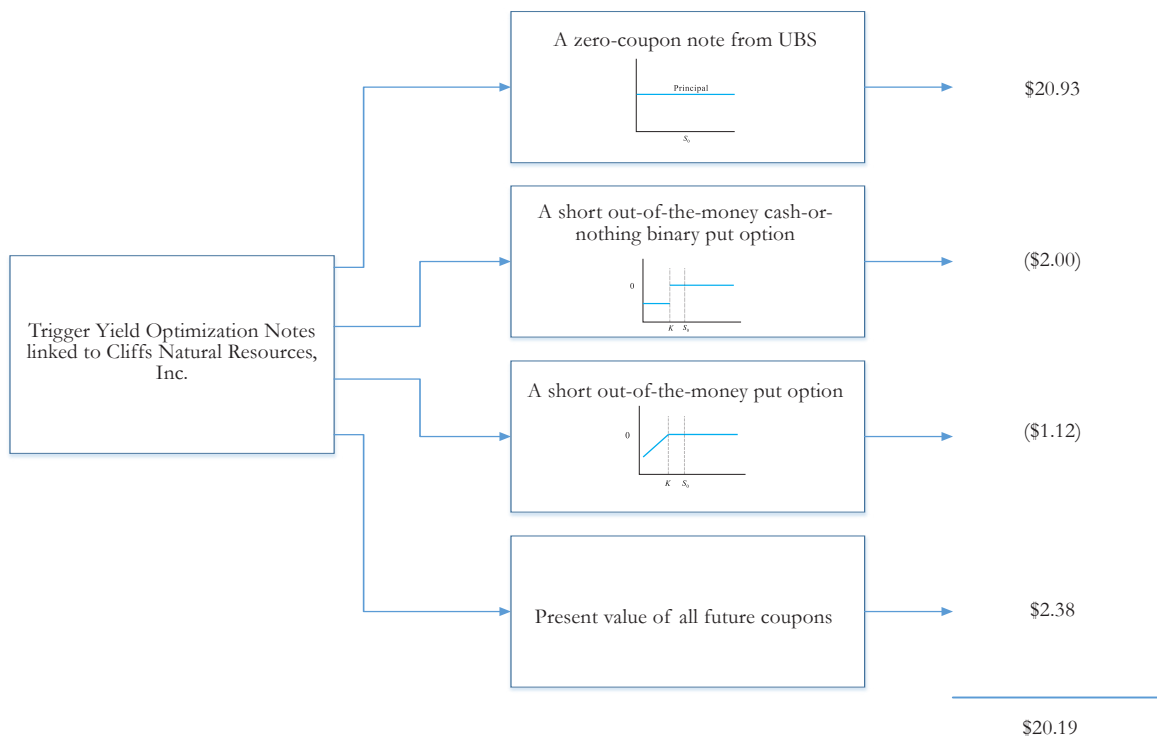 A zero-coupon note from UBS
Principal
S₀
$20.93
A short out-of-the-money cash-or-
nothing binary put option
0
K S₀
($2.00)
Trigger Yield Optimization Notes
linked to Cliffs Natural Resources,
Inc.
A short out-of-the-money put option
0
K S₀
($1.12)
Present value of all future coupons
$2.38
$20.19